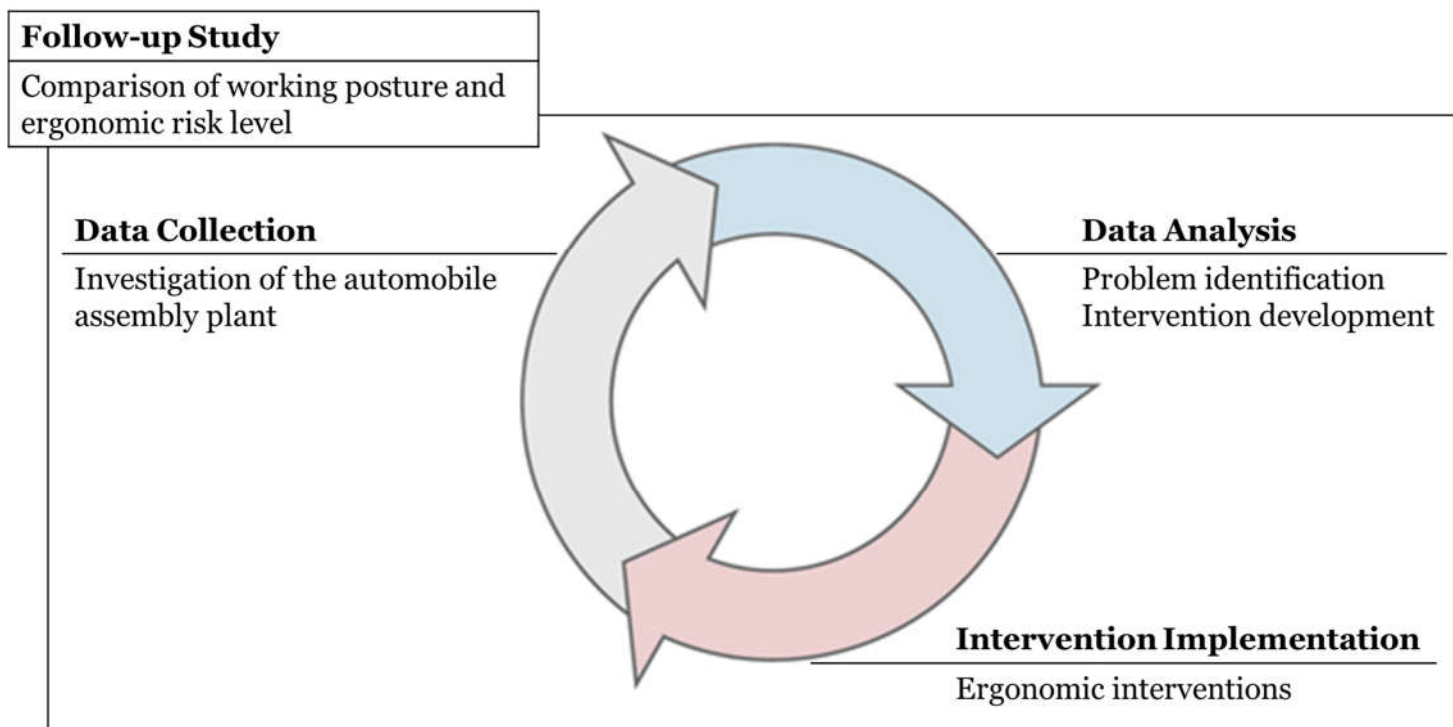 Follow-up Study
Comparison of working posture and
ergonomic risk level
Data Collection
Investigation of the automobile
assembly plant
Data Analysis
Problem identification
Intervention development
Intervention Implementation
Ergonomic interventions